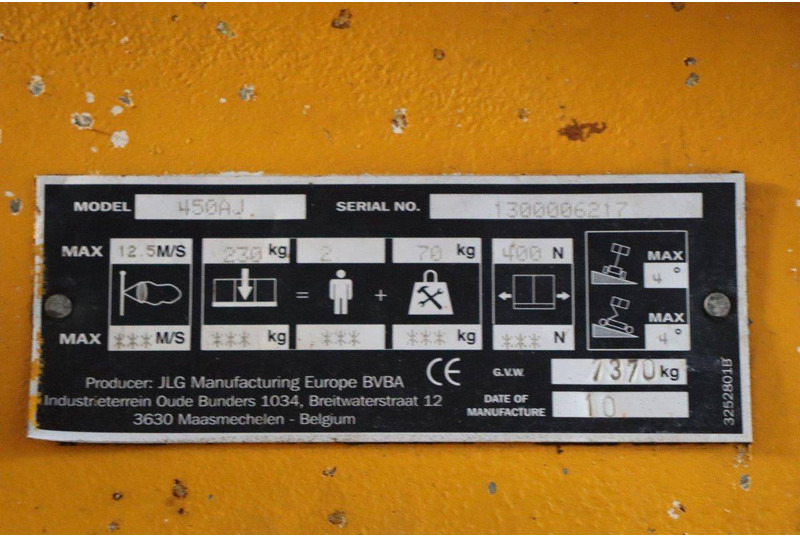 MODEL 450AJ. SERIAL NO. 1300006217
MAX 12.5M/S 230 kg 2 70 kg 400 N MAX 4 °
= +
MAX ***M/S *** kg *** *** kg *** N MAX 4 °
Producer: JLG Manufacturing Europe BVBA CE G.V.W. 7370 kg
Industrieterrein Oude Bunders 1034, Breitwaterstraat 12 DATE OF
3630 Maasmechelen - Belgium MANUFACTURE 10.
3252801B